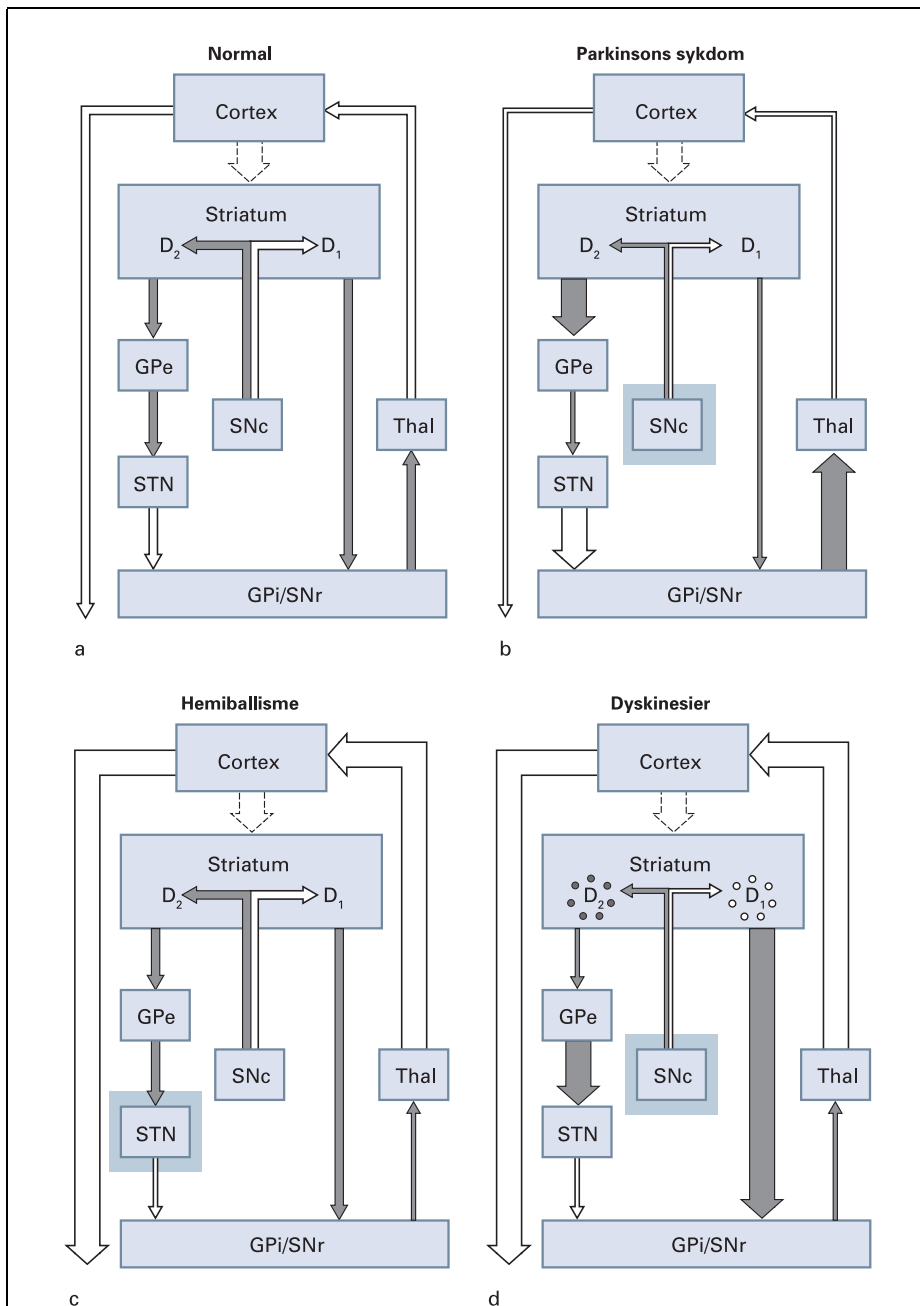 Normal
Cortex
Striatum
D2 D1
GPe
SNc Thal
STN
GPi/SNr
a
Parkinsons sykdom
Cortex
Striatum
D2 D1
GPe
SNc Thal
STN
GPi/SNr
b
Hemiballisme
Cortex
Striatum
D2 D1
GPe
SNc Thal
STN
GPi/SNr
c
Dyskinesier
Cortex
Striatum
D2 D1
GPe
SNc Thal
STN
GPi/SNr
d